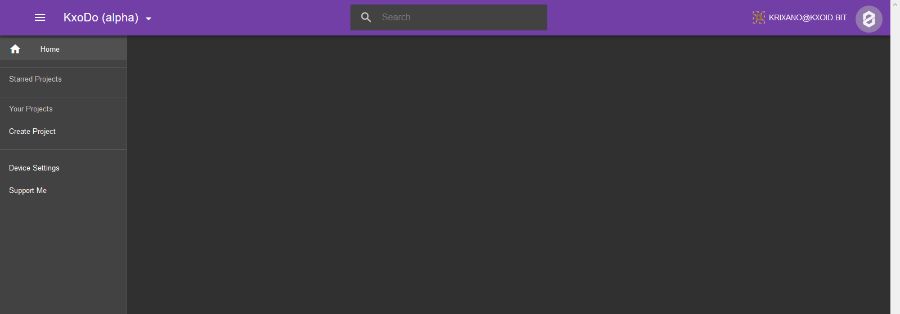 KxoDo (alpha)
Search
KRIXANO@KXOID.BIT
Home
Starred Projects
Your Projects
Create Project
Device Settings
Support Me